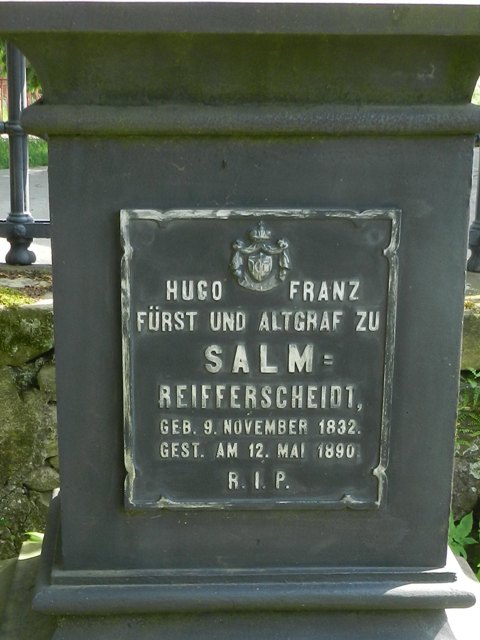 HUGO FRANZ
FÜRST UND ALTGRAF ZU
SALM=
REIFFERSCHEIDT,
GEB. 9. NOVEMBER 1832.
GEST. AM 12. MAI 1890.
R. I. P.